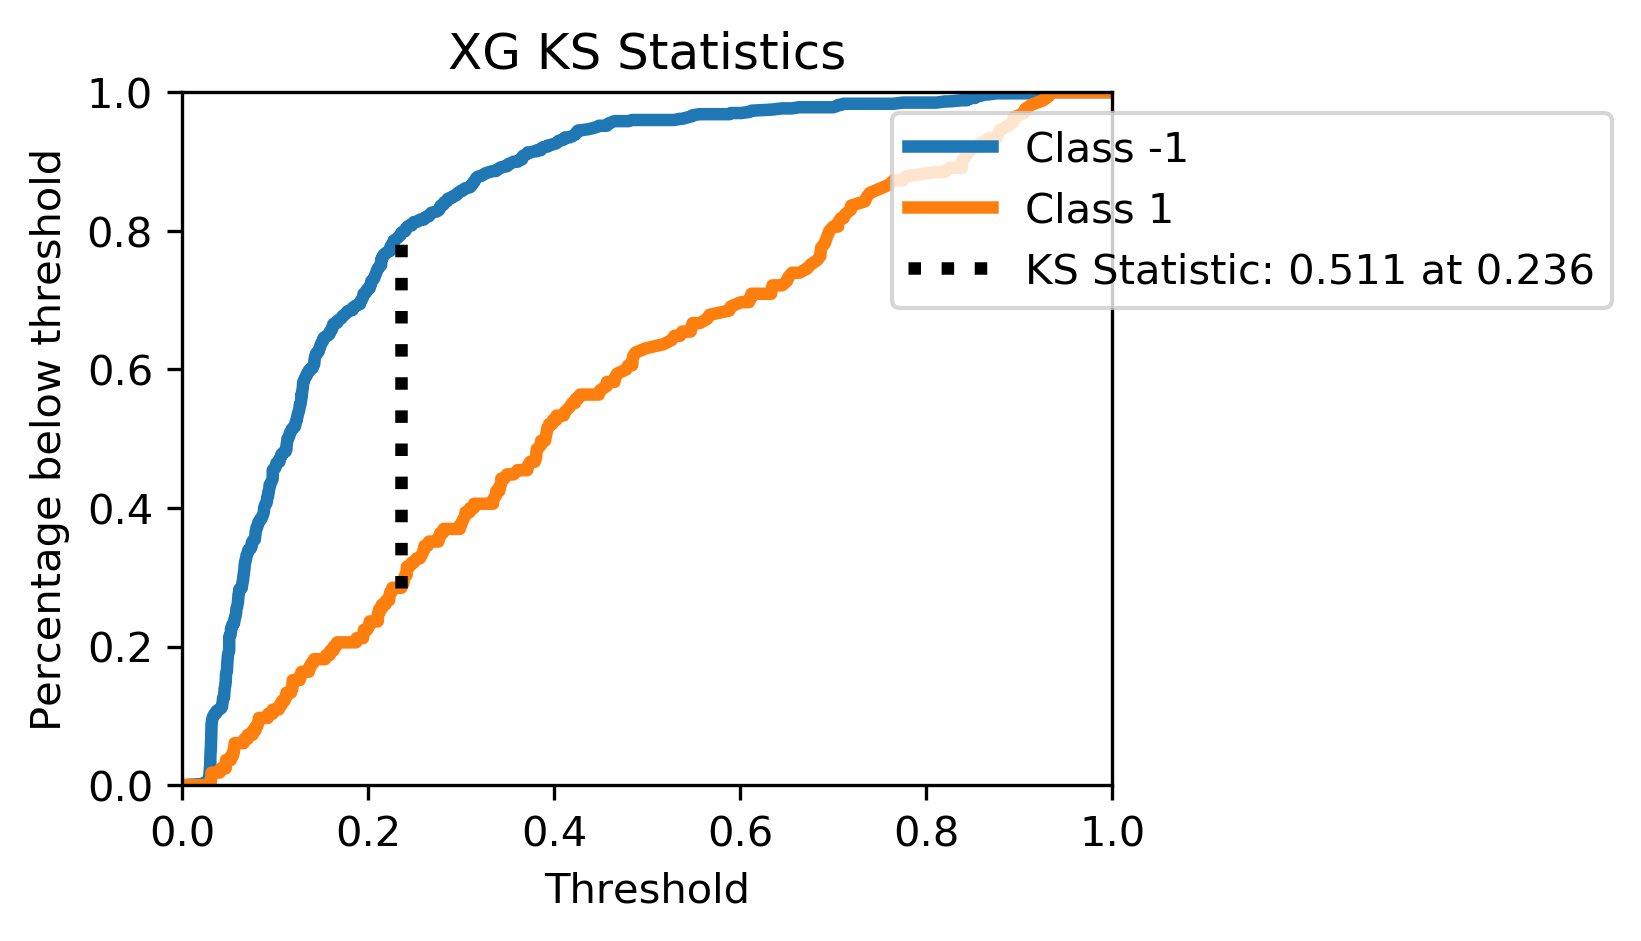 XG KS Statistics
Percentage below threshold
1.0
0.8
0.6
0.4
0.2
0.0
Class -1
Class 1
KS Statistic: 0.511 at 0.236
0.0 0.2 0.4 0.6 0.8 1.0
Threshold